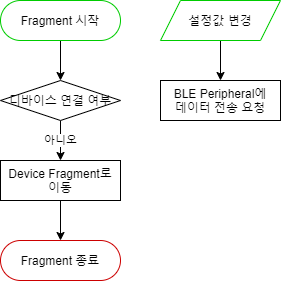 Fragment 시작
설정값 변경
디바이스 연결 여부
BLE Peripheral에
데이터 전송 요청
아니오
Device Fragment로
이동
Fragment 종료